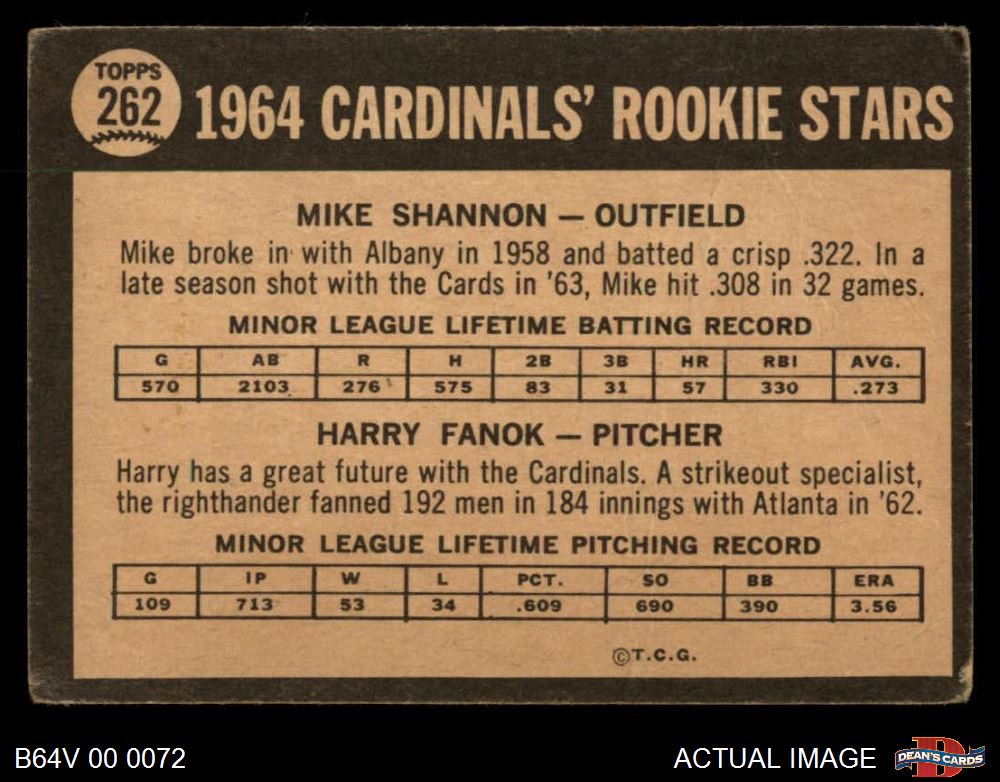 TOPPS
262
1964 CARDINALS' ROOKIE STARS
MIKE SHANNON — OUTFIELD
Mike broke in with Albany in 1958 and batted a crisp .322. In a
late season shot with the Cards in '63, Mike hit .308 in 32 games.
MINOR LEAGUE LIFETIME BATTING RECORD
G AB R H 2B 3B HR RBI AVG.
570 2103 276 575 83 31 57 330 .273
HARRY FANOK — PITCHER
Harry has a great future with the Cardinals. A strikeout specialist,
the righthander fanned 192 men in 184 innings with Atlanta in '62.
MINOR LEAGUE LIFETIME PITCHING RECORD
G IP W L PCT. SO BB ERA
109 713 53 34 .609 690 390 3.56
©T.C.G.
B64V 00 0072
ACTUAL IMAGE
D
DEAN'S CARDS